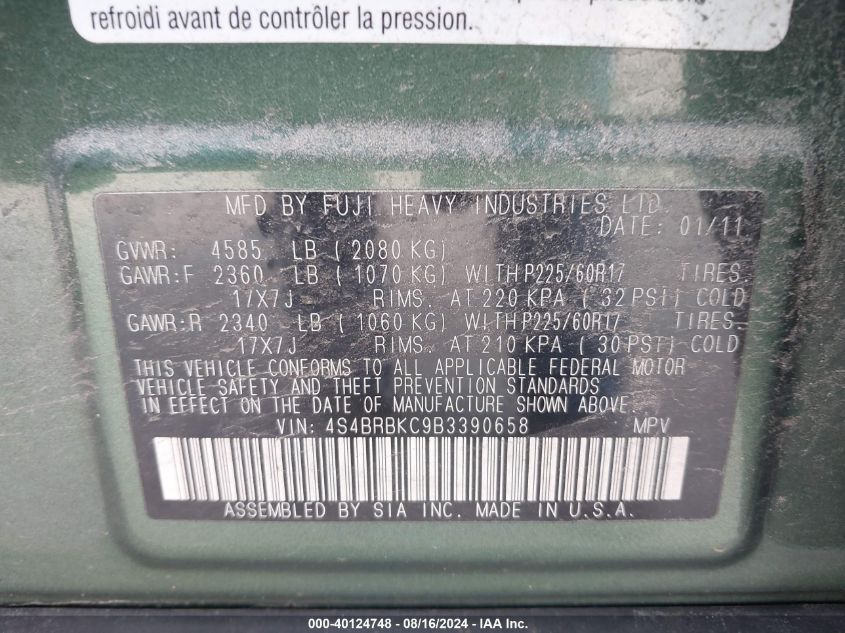 refroidi avant de contrôler la pression.
MFD BY FUJI HEAVY INDUSTRIES LTD.
DATE: 01/11
GVWR: 4585 LB ( 2080 KG)
GAWR:F 2360 LB ( 1070 KG) WITH P225/60R17 TIRES.
17X7J RIMS. AT 220 KPA ( 32 PSI) COLD
GAWR:R 2340 LB ( 1060 KG) WITH P225/60R17 TIRES.
17X7J RIMS. AT 210 KPA ( 30 PSI) COLD
THIS VEHICLE CONFORMS TO ALL APPLICABLE FEDERAL MOTOR
VEHICLE SAFETY AND THEFT PREVENTION STANDARDS
IN EFFECT ON THE DATE OF MANUFACTURE SHOWN ABOVE.
VIN: 4S4BRBKC9B3390658 MPV
ASSEMBLED BY SIA INC. MADE IN U.S.A.
000-40124748 - 08/16/2024 - IAA Inc.